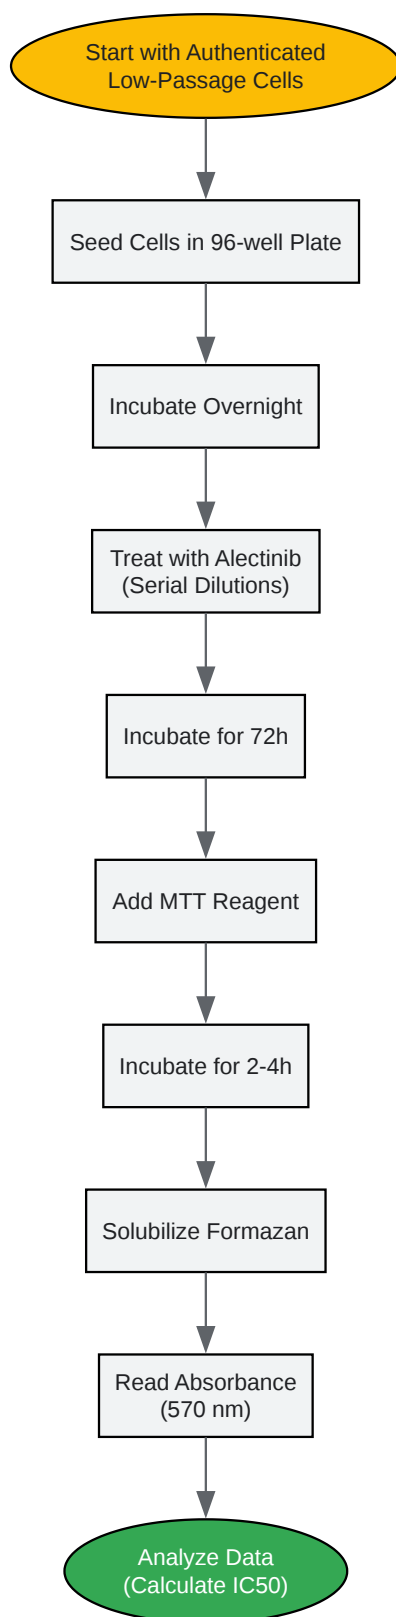 Start with Authenticated
Low-Passage Cells
Seed Cells in 96-well Plate
Incubate Overnight
Treat with Alectinib
(Serial Dilutions)
Incubate for 72h
Add MTT Reagent
Incubate for 2-4h
Solubilize Formazan
Read Absorbance
(570 nm)
Analyze Data
(Calculate IC50)